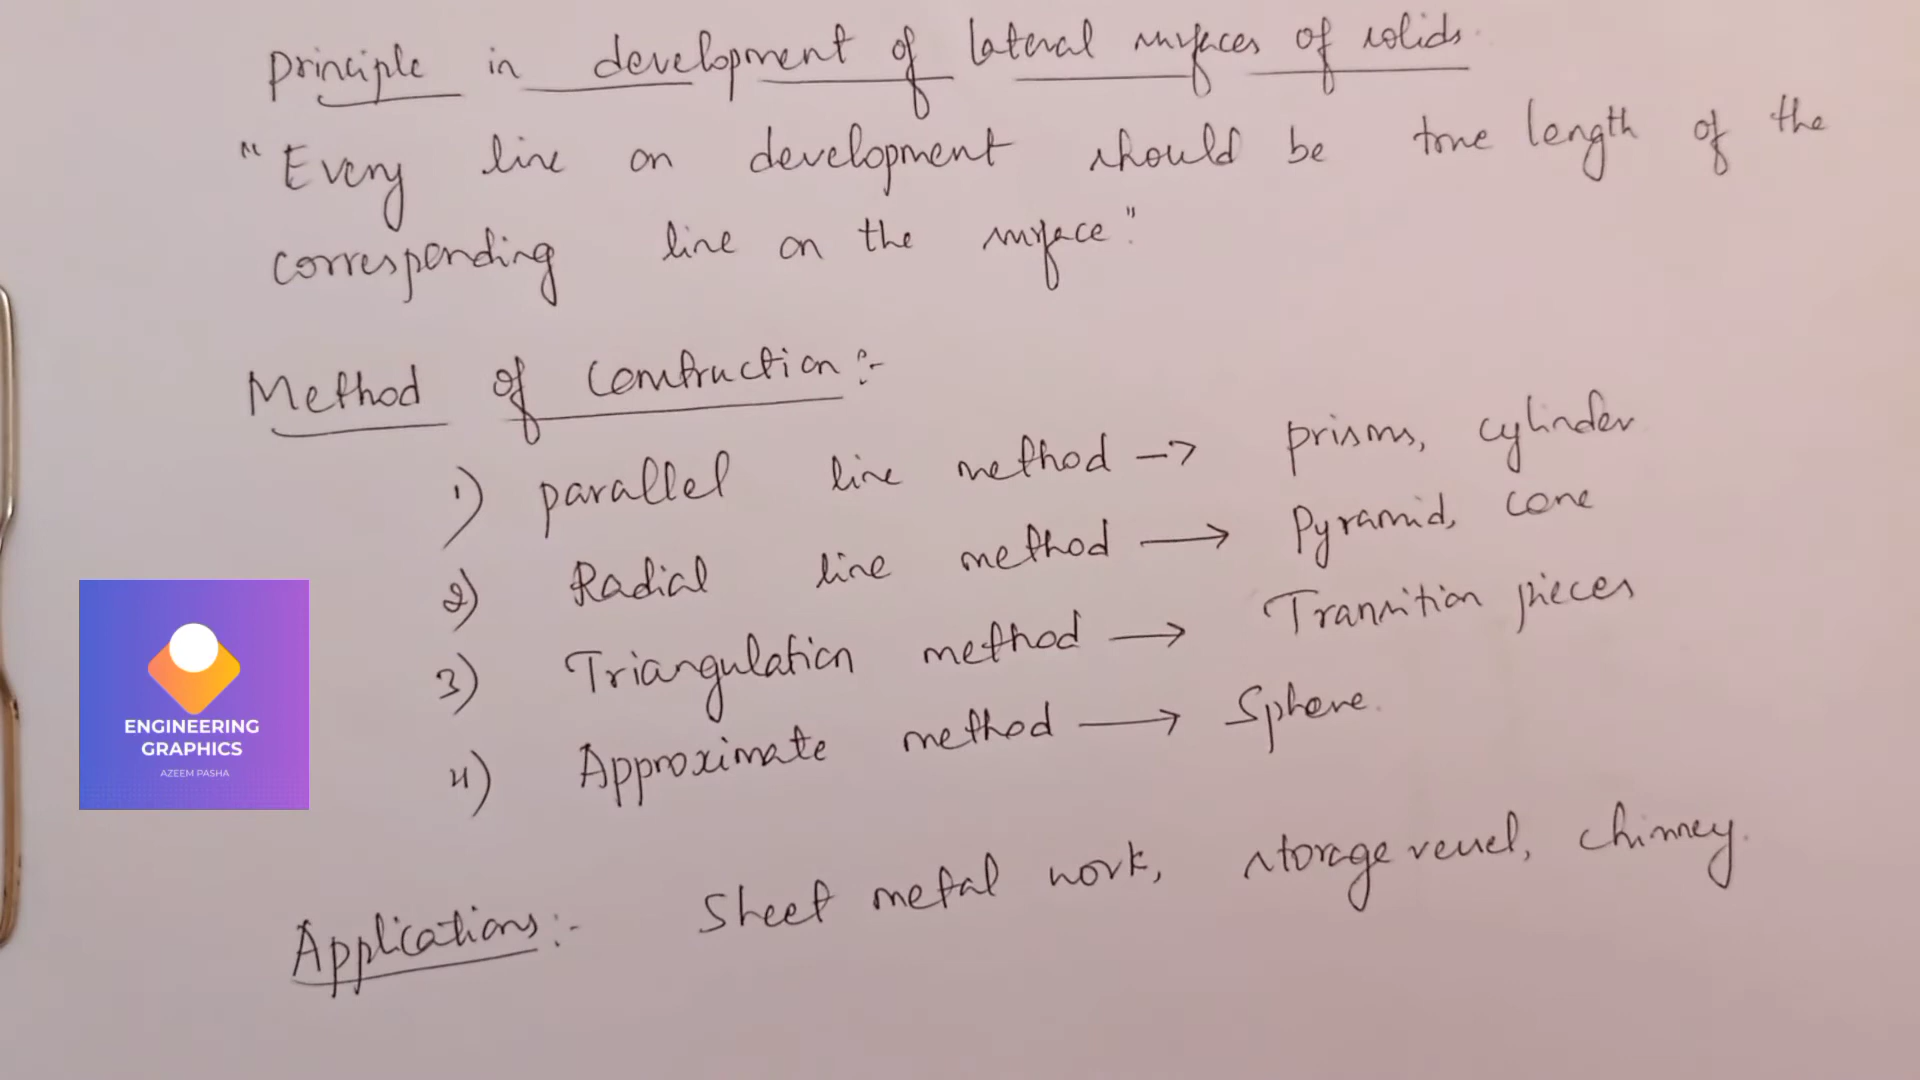 Principle in development of lateral surfaces of solids.
"Every line on development should be true length of the
corresponding line on the surface".
Method of Construction:-
1) parallel line method -> prisms, cylinder
2) Radial line method → Pyramid, cone
3) Triangulation method → Transition pieces
4) Approximate method → Sphere.
ENGINEERING
GRAPHICS
AZEEM PASHA
Applications:- Sheet metal work, storage vessel, chimney.